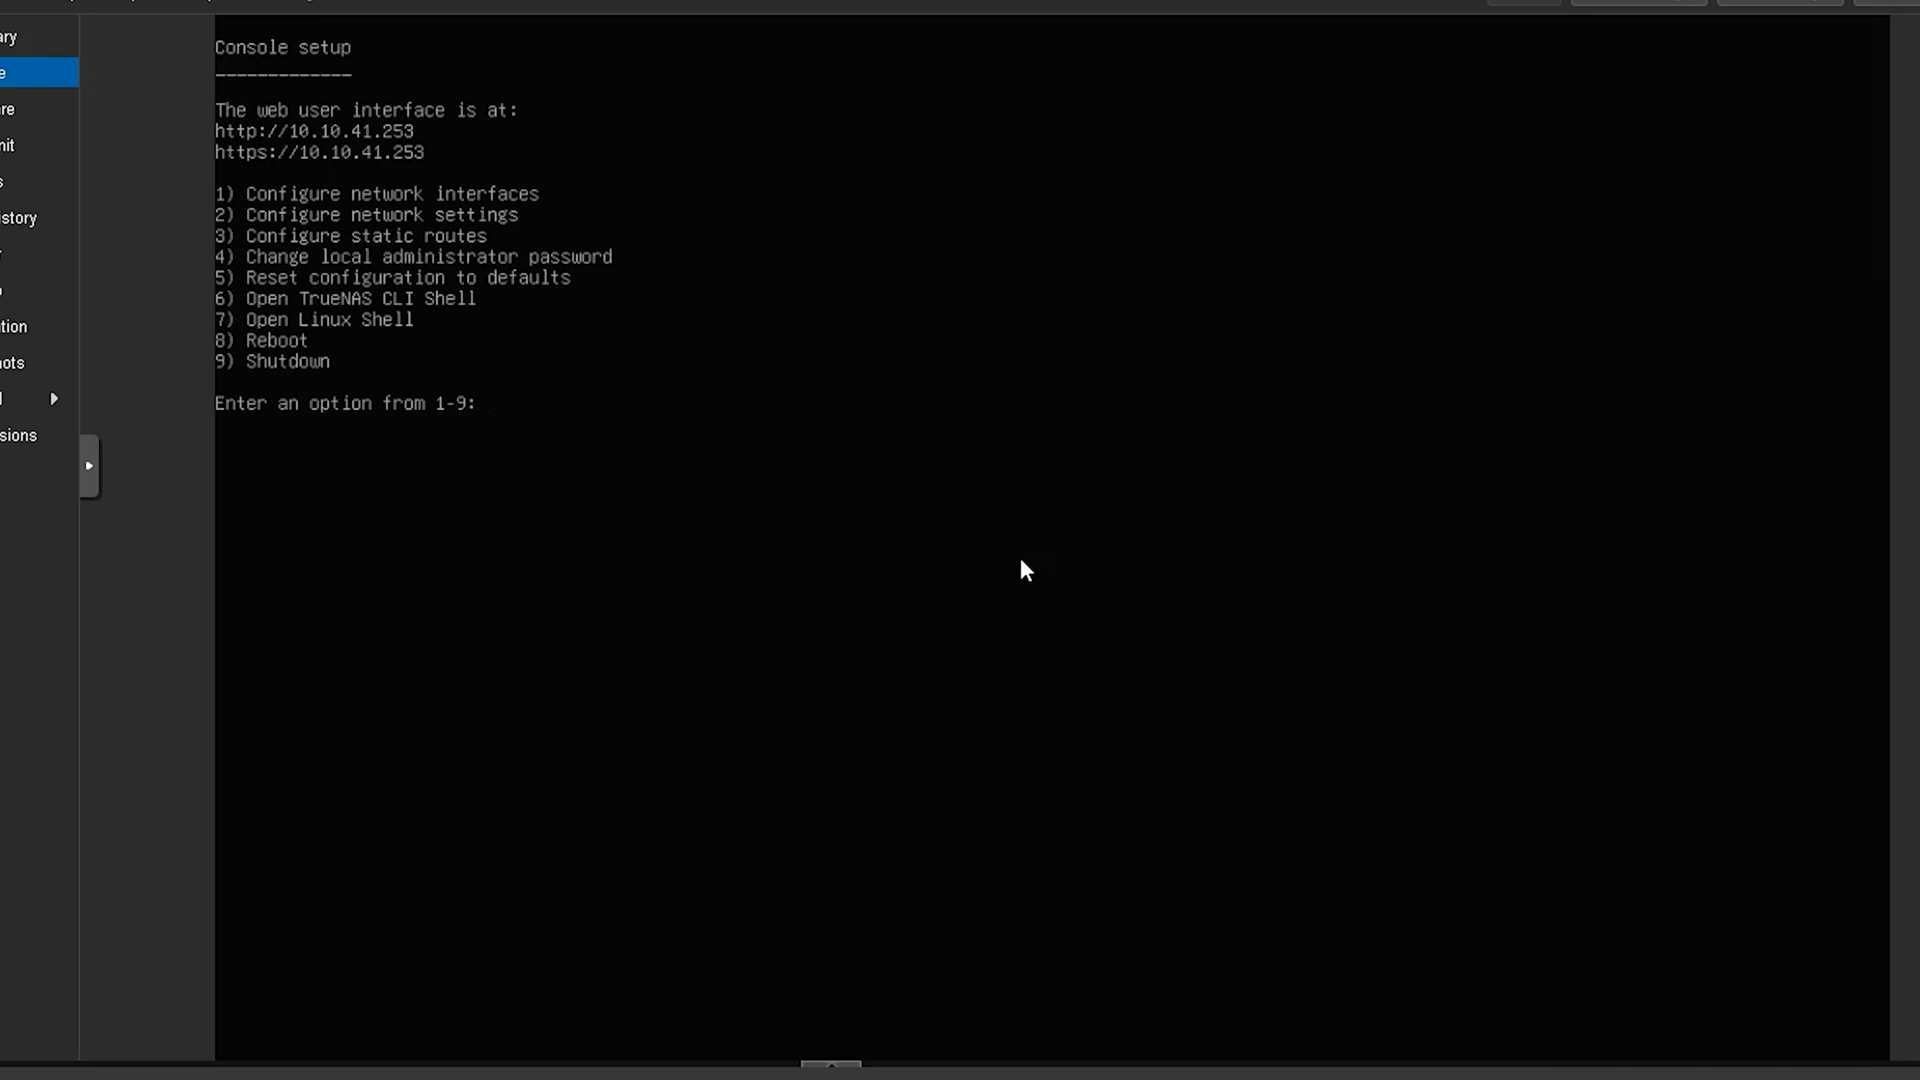 Console setup
-------------
The web user interface is at:
http://10.10.41.253
https://10.10.41.253
1) Configure network interfaces
2) Configure network settings
3) Configure static routes
4) Change local administrator password
5) Reset configuration to defaults
6) Open TrueNAS CLI Shell
7) Open Linux Shell
8) Reboot
9) Shutdown
Enter an option from 1-9: